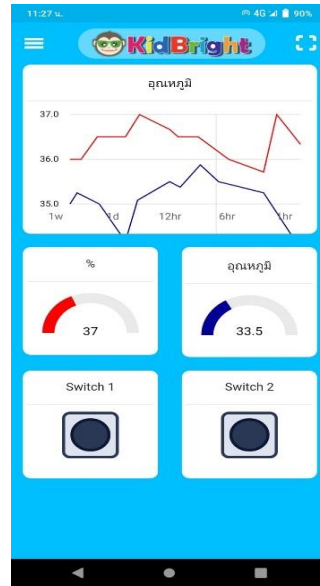 11:27 น. 4G 90%
KidBright
อุณหภูมิ
37.0
36.0
35.0
1w 1d 12hr 6hr 1hr
% อุณหภูมิ
37 33.5
Switch 1 Switch 2